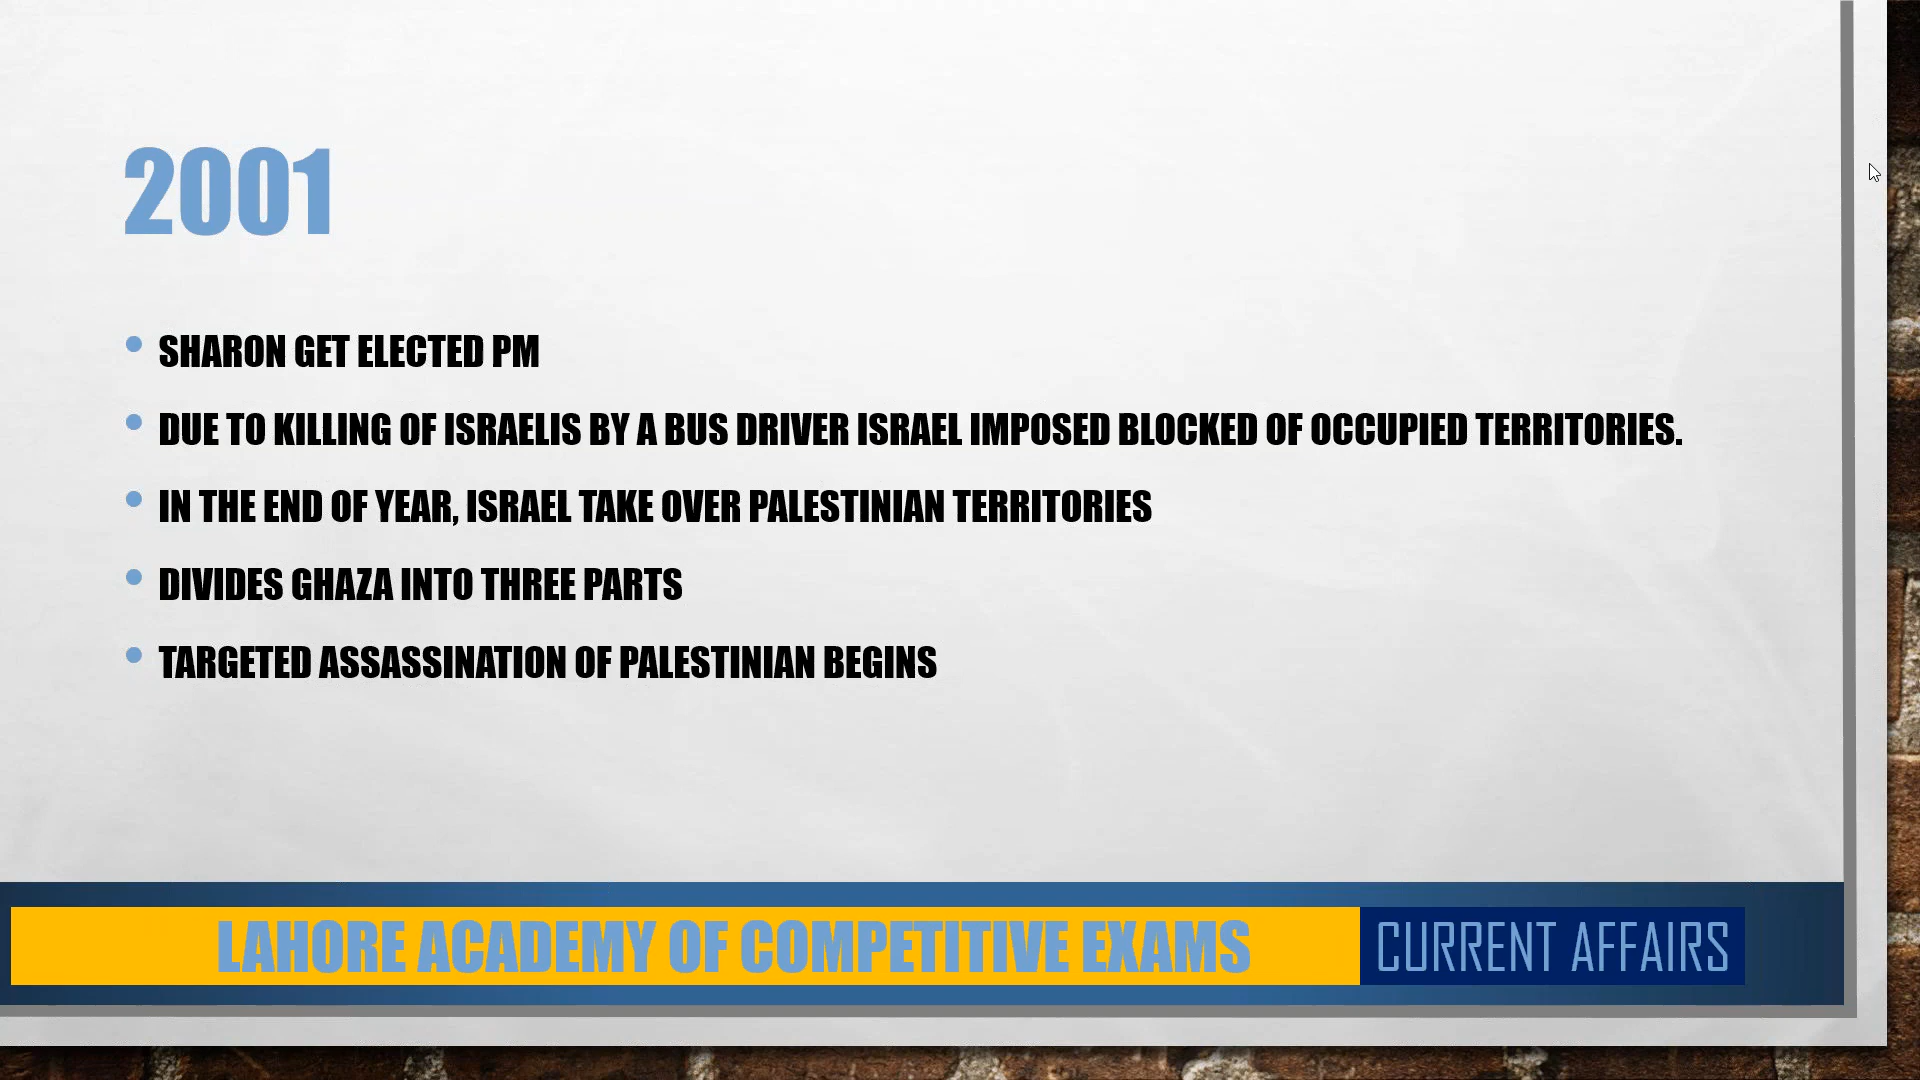 2001
SHARON GET ELECTED PM
DUE TO KILLING OF ISRAELIS BY A BUS DRIVER ISRAEL IMPOSED BLOCKED OF OCCUPIED TERRITORIES.
IN THE END OF YEAR, ISRAEL TAKE OVER PALESTINIAN TERRITORIES
DIVIDES GHAZA INTO THREE PARTS
TARGETED ASSASSINATION OF PALESTINIAN BEGINS
LAHORE ACADEMY OF COMPETITIVE EXAMS
CURRENT AFFAIRS